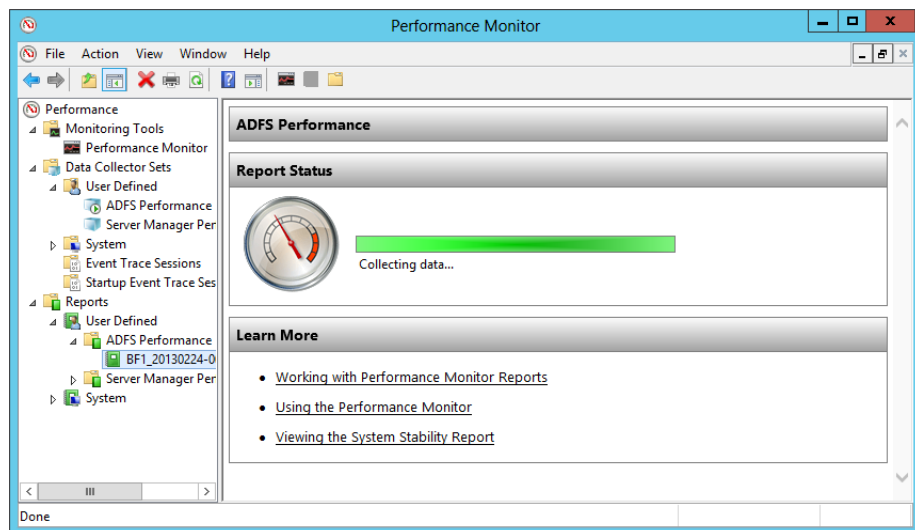 Performance Monitor
File Action View Window Help
Performance
Monitoring Tools
Performance Monitor
Data Collector Sets
User Defined
ADFS Performance
Server Manager Per
System
Event Trace Sessions
Startup Event Trace Ses
Reports
User Defined
ADFS Performance
BF1_20130224-0
Server Manager Per
System
ADFS Performance
Report Status
Collecting data...
Learn More
Working with Performance Monitor Reports
Using the Performance Monitor
Viewing the System Stability Report
Done